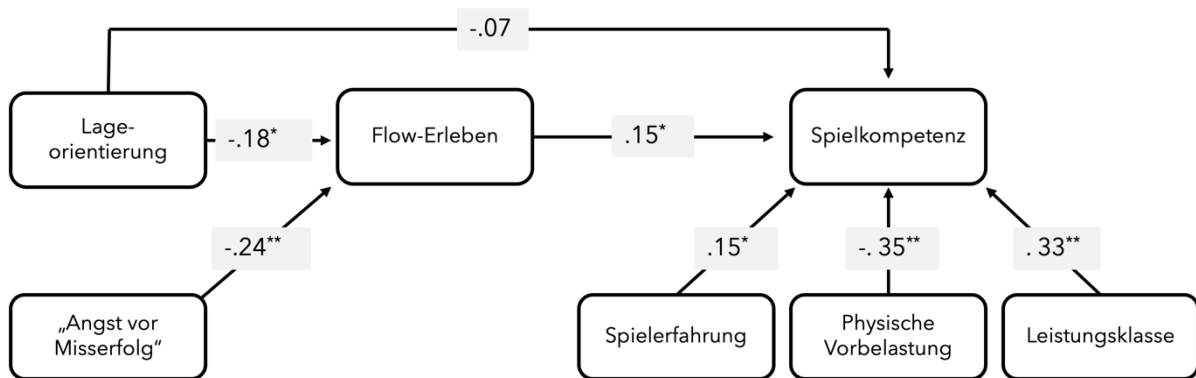 -.07
Lage-
orientierung
-.18*
Flow-Erleben
.15*
Spielkompetenz
-.24**
.15*
-. 35**
. 33**
„Angst vor
Misserfolg“
Spielerfahrung
Physische
Vorbelastung
Leistungsklasse